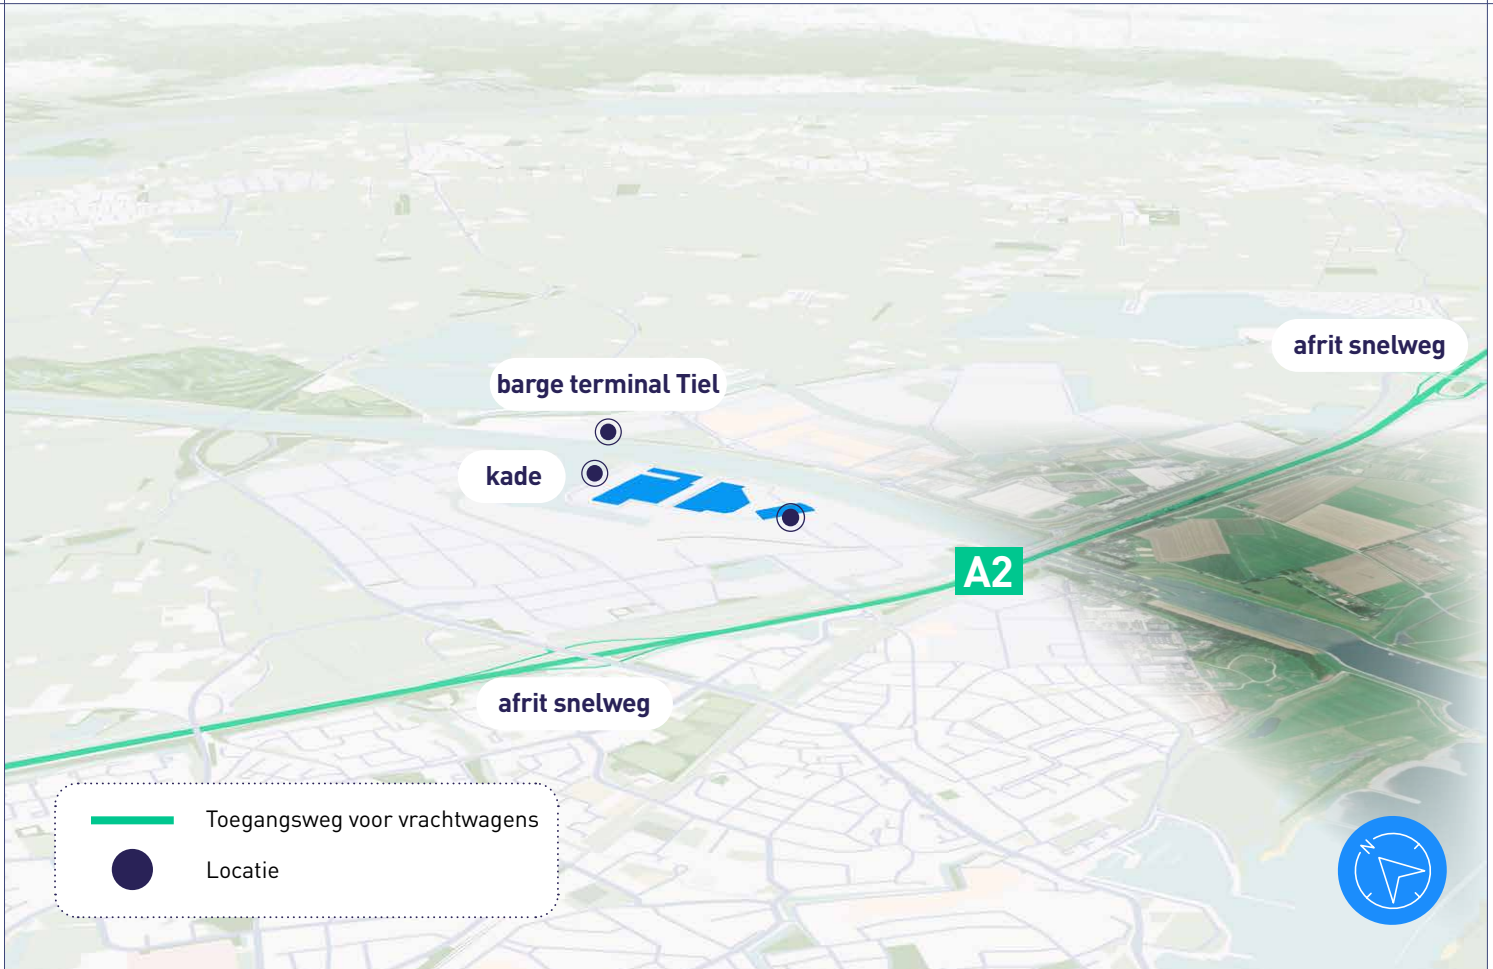 afrit snelweg
barge terminal Tiel
kade
A2
afrit snelweg
Toegangsweg voor vrachtwagens
Locatie
N